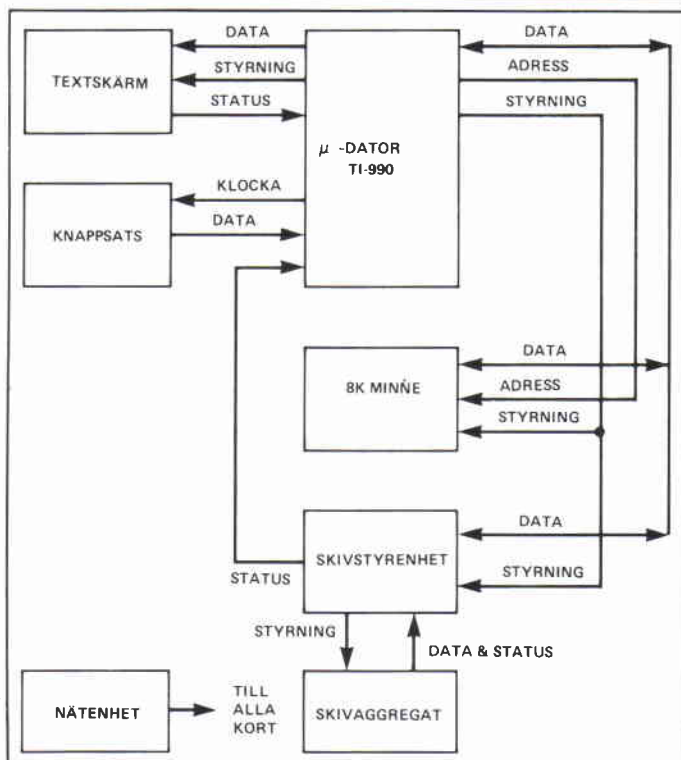 DATA
DATA
TEXTSKÄRM
STYRNING
ADRESS
STATUS
STYRNING
µ -DATOR
TI-990
KLOCKA
KNAPPSATS
DATA
DATA
8K MINNE
ADRESS
STYRNING
DATA
SKIVSTYRENHET
STATUS
STYRNING
STYRNING
DATA & STATUS
NÄTENHET
TILL
ALLA
KORT
SKIVAGGREGAT